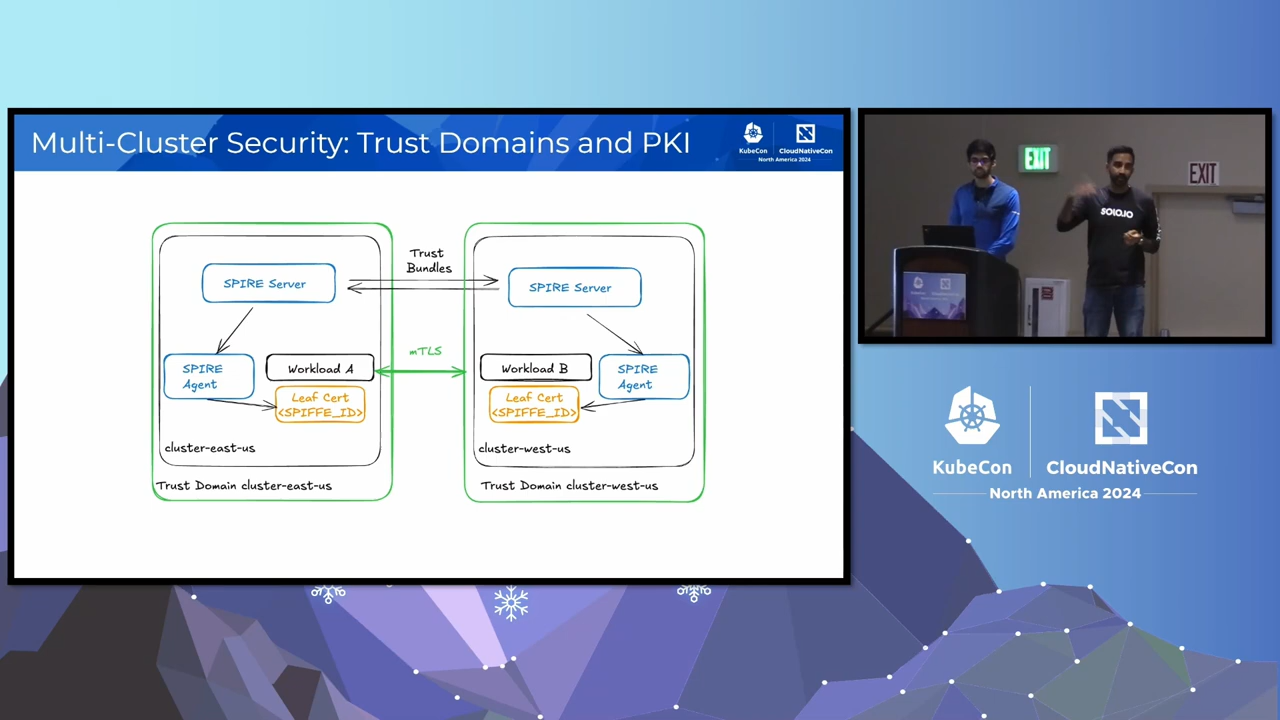 Multi-Cluster Security: Trust Domains and PKI
KubeCon
CloudNativeCon
North America 2024
Trust
Bundles
SPIRE Server
SPIRE Server
mTLS
SPIRE
Agent
Workload A
Leaf Cert
<SPIFFE_ID>
Workload B
Leaf Cert
<SPIFFE_ID>
SPIRE
Agent
cluster-east-us
cluster-west-us
Trust Domain cluster-east-us
Trust Domain cluster-west-us
EXIT
EXIT
SOLO.IO
KubeCon
CloudNativeCon
North America 2024